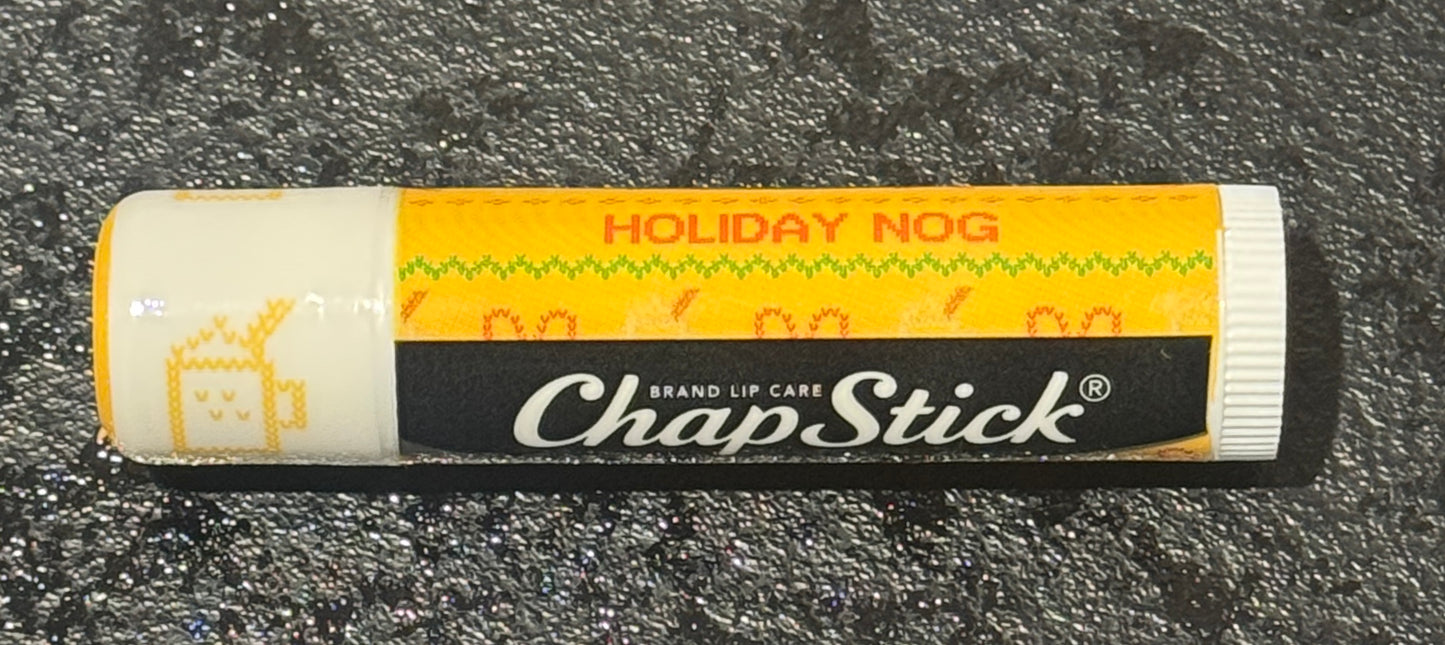 HOLIDAY NOG
BRAND LIP CARE
ChapStick®